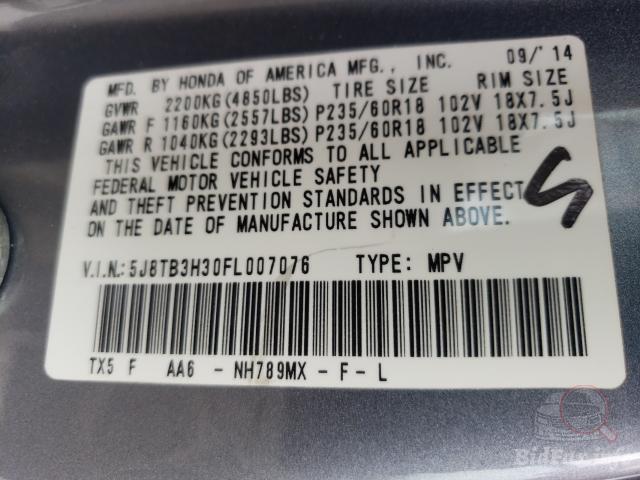 MFD. BY HONDA OF AMERICA MFG., INC. 09/'14
GVWR 2200KG(4850LBS) TIRE SIZE RIM SIZE
GAWR F 1160KG(2557LBS) P235/60R18 102V 18X7.5J
GAWR R 1040KG(2293LBS) P235/60R18 102V 18X7.5J
THIS VEHICLE CONFORMS TO ALL APPLICABLE
FEDERAL MOTOR VEHICLE SAFETY
AND THEFT PREVENTION STANDARDS IN EFFECT
ON THE DATE OF MANUFACTURE SHOWN ABOVE.
V.I.N.: 5J8TB3H30FL007076 TYPE: MPV
TX5 F AA6 - NH789MX - F - L
BidFax.info